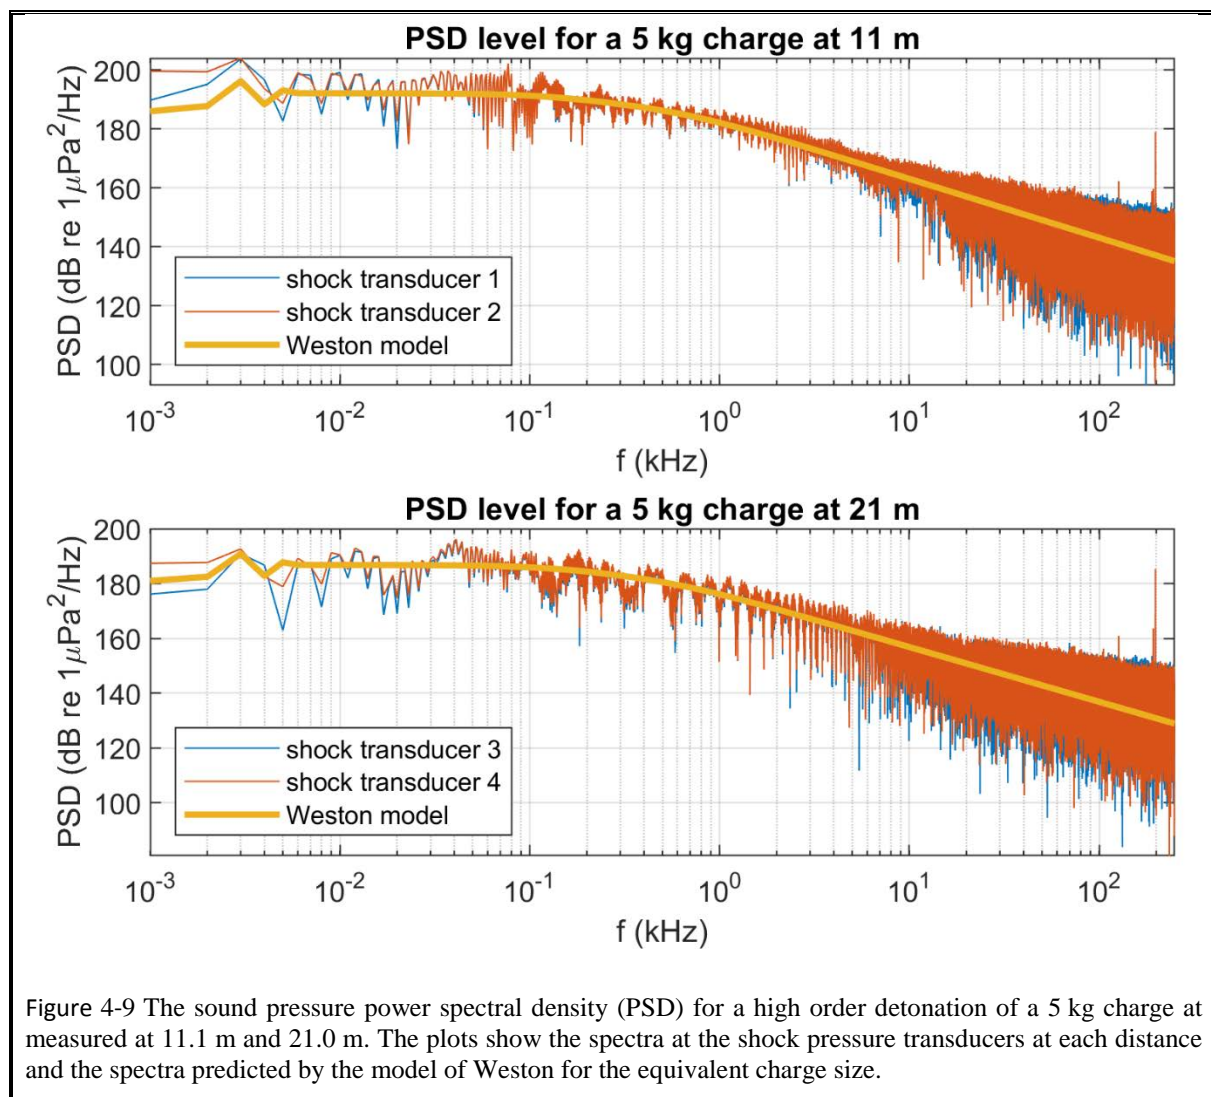 PSD level for a 5 kg charge at 11 m
PSD (dB re 1μPa²/Hz)
200
180
160
140
120
100
shock transducer 1
shock transducer 2
Weston model
10⁻³ 10⁻² 10⁻¹ 10⁰ 10¹ 10²
f (kHz)
PSD level for a 5 kg charge at 21 m
PSD (dB re 1μPa²/Hz)
200
180
160
140
120
100
shock transducer 3
shock transducer 4
Weston model
10⁻³ 10⁻² 10⁻¹ 10⁰ 10¹ 10²
f (kHz)
Figure 4-9 The sound pressure power spectral density (PSD) for a high order detonation of a 5 kg charge at
measured at 11.1 m and 21.0 m. The plots show the spectra at the shock pressure transducers at each distance
and the spectra predicted by the model of Weston for the equivalent charge size.